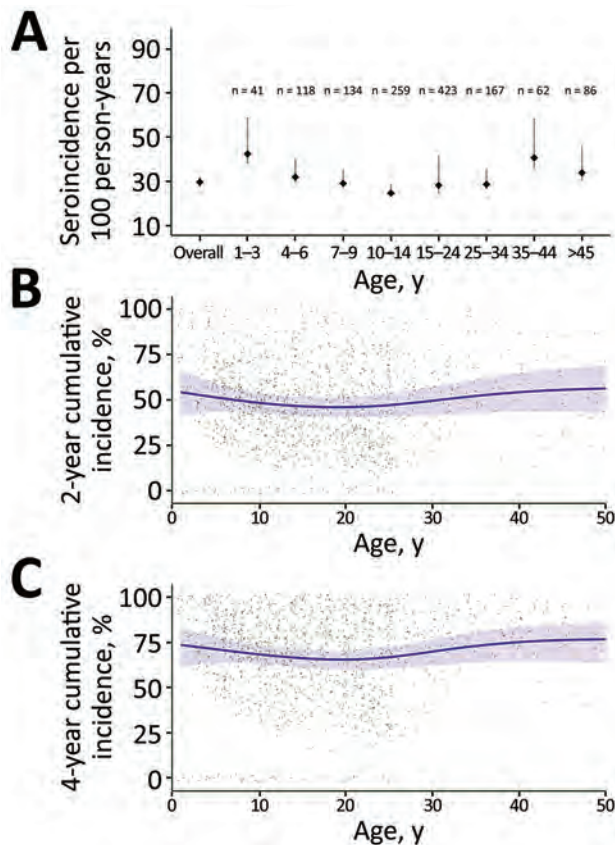 A
Seroincidence per
100 person-years
90
70
50
30
10
n = 41 n = 118 n = 134 n = 259 n = 423 n = 167 n = 62 n = 86
Overall 1–3 4–6 7–9 10–14 15–24 25–34 35–44 >45
Age, y
B
2-year cumulative
incidence, %
100
75
50
25
0
0 10 20 30 40 50
Age, y
C
4-year cumulative
incidence, %
100
75
50
25
0
0 10 20 30 40 50
Age, y